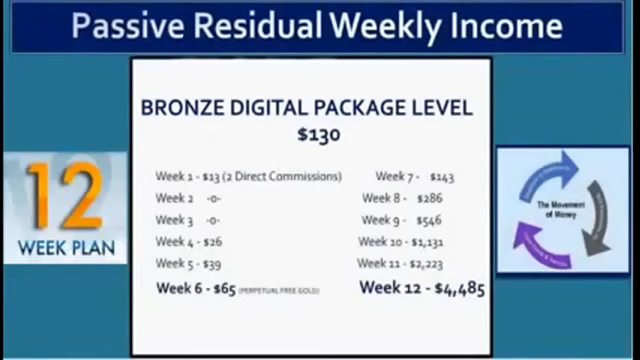 Passive Residual Weekly Income
BRONZE DIGITAL PACKAGE LEVEL
$130
Week 1 - $13 (2 Direct Commissions)
Week 2 -0-
Week 3 -0-
Week 4 - $26
Week 5 - $39
Week 6 - $65 (PERPETUAL FREE GOLD)
Week 7 - $143
Week 8 - $286
Week 9 - $546
Week 10 - $1,131
Week 11 - $2,223
Week 12 - $4,485
12
WEEK PLAN
The Movement
of Money